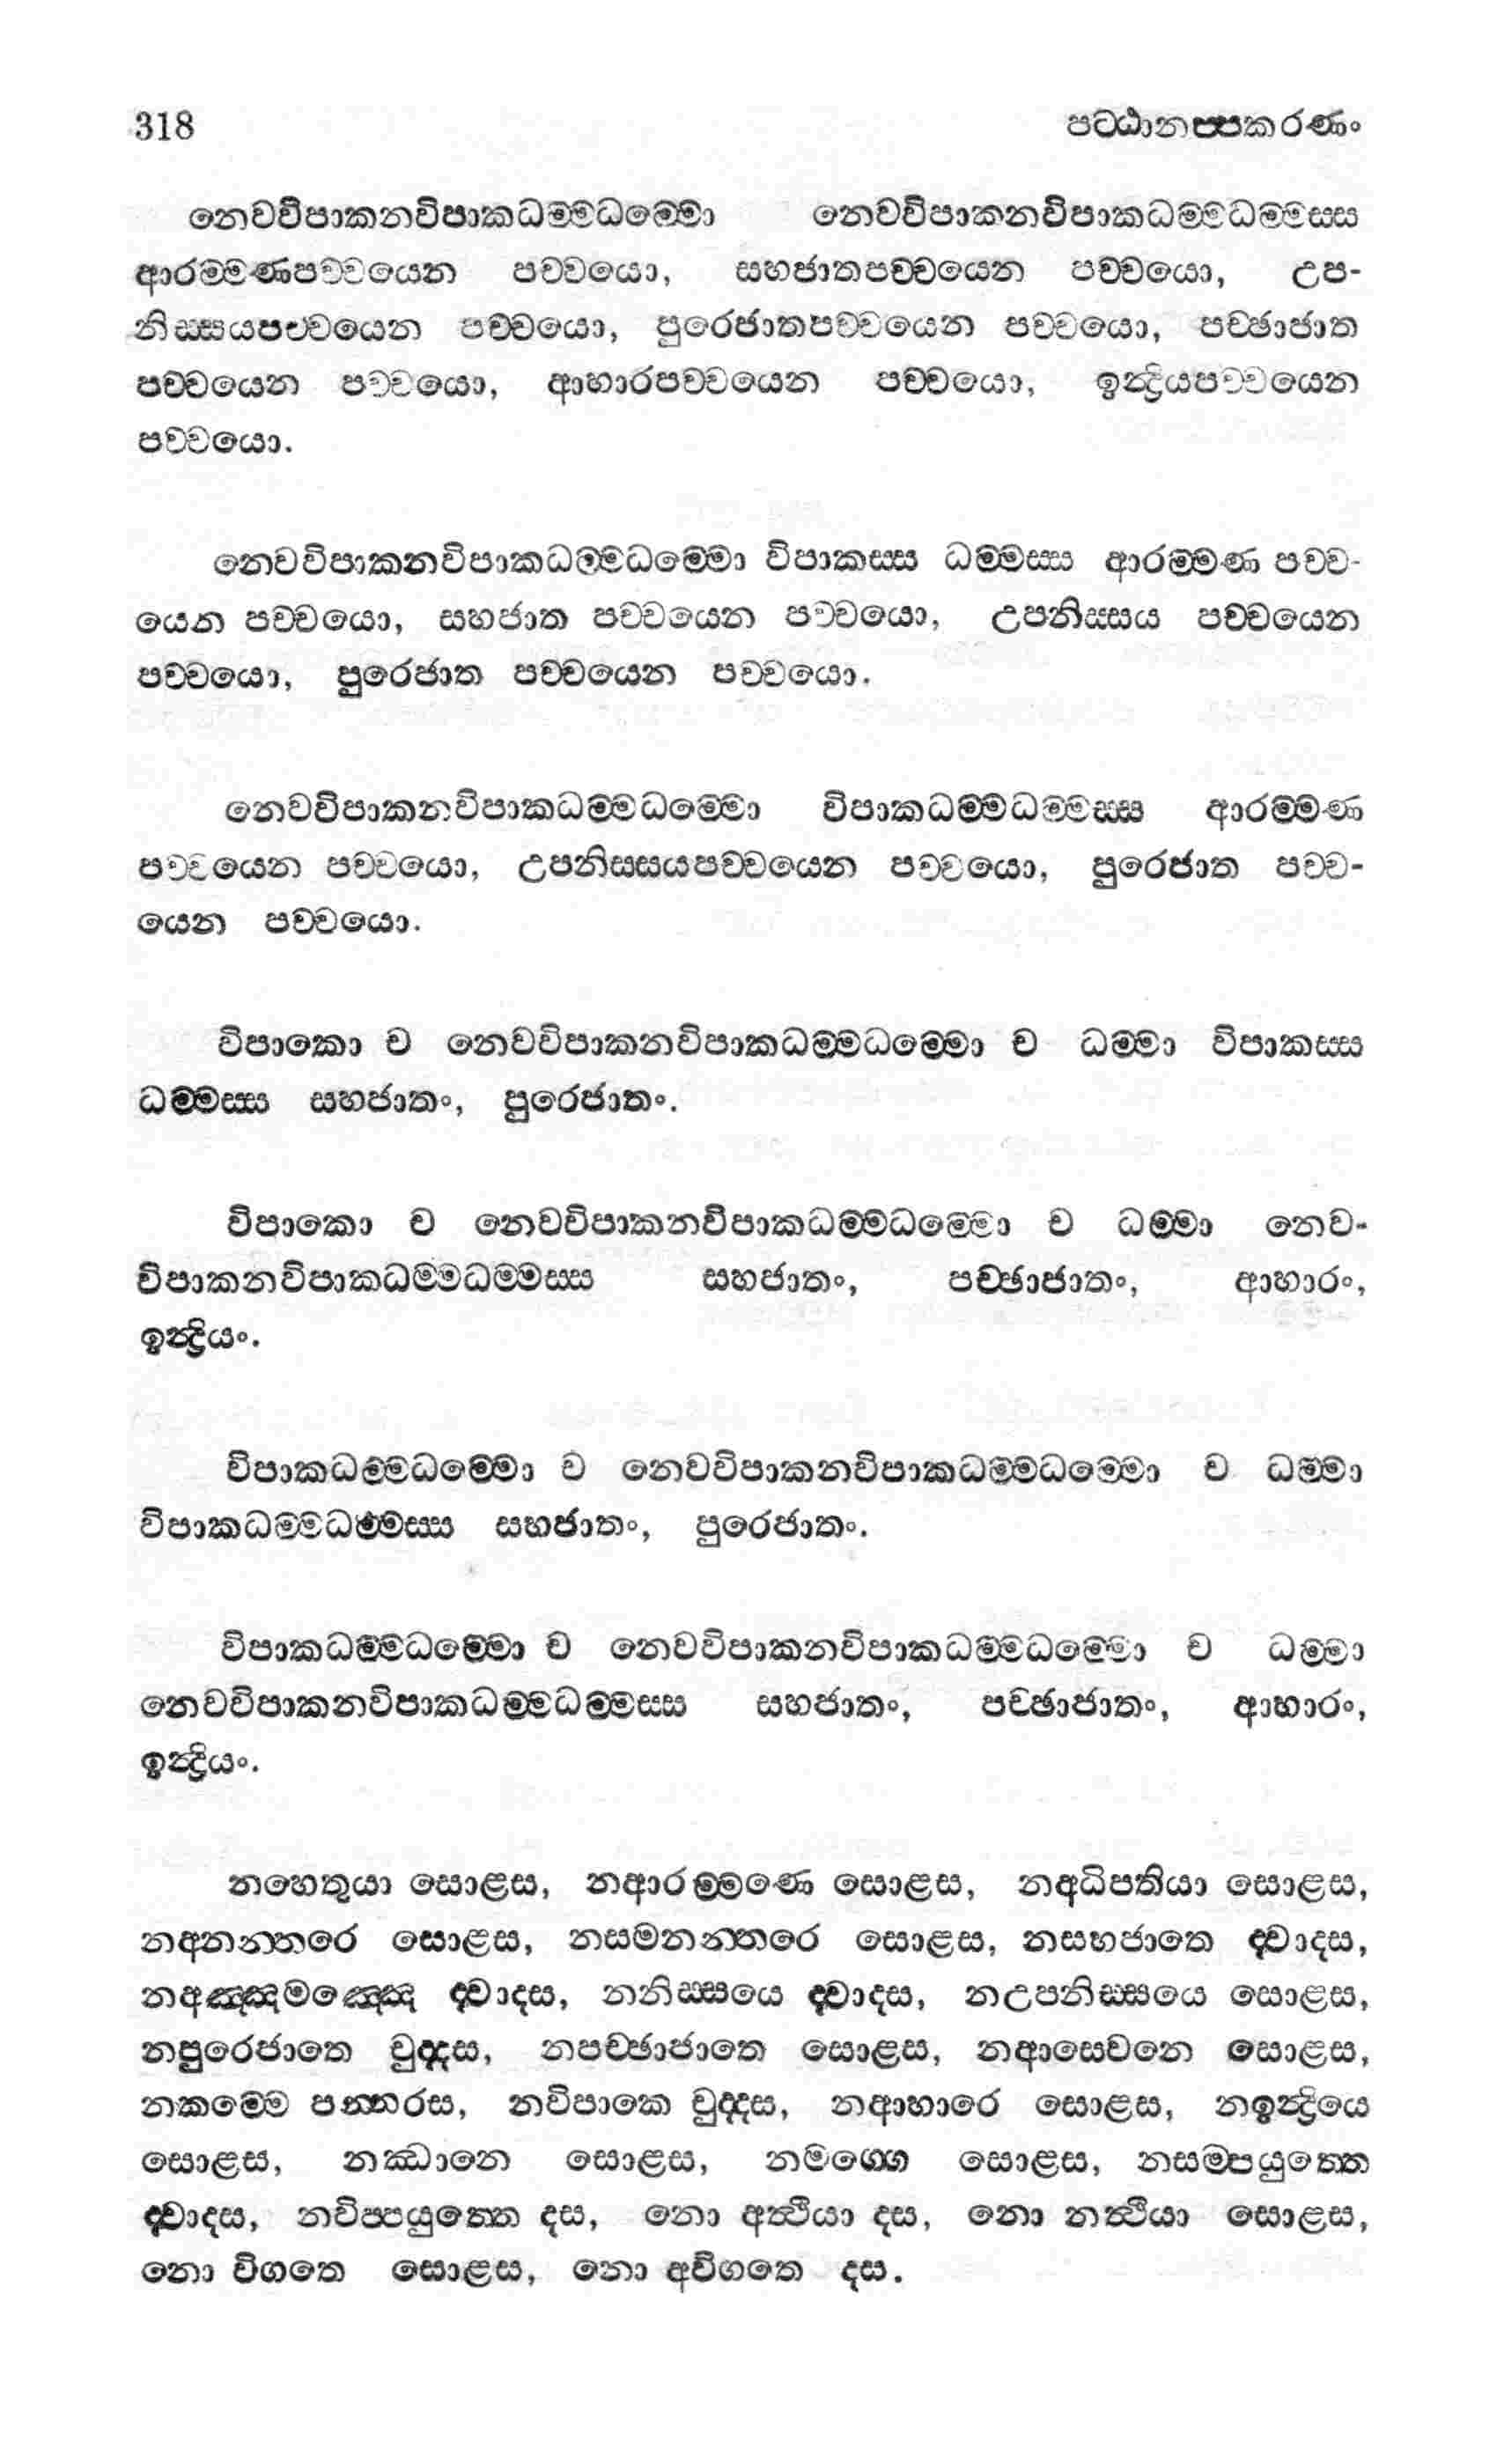 318 පට්ඨානප්පකරණං
නෙවවිපාකනවිපාකධම්මධම්මො නෙවවිපාකනවිපාකධම්මධම්මස්ස
ආරම්මණපච්චයෙන පච්චයො, සහජාතපච්චයෙන පච්චයො, උප-
නිස්සයපච්චයෙන පච්චයො, පුරෙජාතපච්චයෙන පච්චයො, පච්ඡාජාත
පච්චයෙන පච්චයො, ආහාරපච්චයෙන පච්චයො, ඉන්ද්‍රියපච්චයෙන
පච්චයො.
නෙවවිපාකනවිපාකධම්මධම්මො විපාකස්ස ධම්මස්ස ආරම්මණ පච්ච-
යෙන පච්චයො, සහජාත පච්චයෙන පච්චයො, උපනිස්සය පච්චයෙන
පච්චයො, පුරෙජාත පච්චයෙන පච්චයො.
නෙවවිපාකනවිපාකධම්මධම්මො විපාකධම්මධම්මස්ස ආරම්මණ
පච්චයෙන පච්චයො, උපනිස්සයපච්චයෙන පච්චයො, පුරෙජාත පච්ච-
යෙන පච්චයො.
විපාකො ච නෙවවිපාකනවිපාකධම්මධම්මො ච ධම්මා විපාකස්ස
ධම්මස්ස සහජාතං, පුරෙජාතං.
විපාකො ච නෙවවිපාකනවිපාකධම්මධම්මො ච ධම්මා නෙව-
විපාකනවිපාකධම්මධම්මස්ස සහජාතං, පච්ඡාජාතං, ආහාරං,
ඉන්ද්‍රියං.
විපාකධම්මධම්මො ච නෙවවිපාකනවිපාකධම්මධම්මො ච ධම්මා
විපාකධම්මධම්මස්ස සහජාතං, පුරෙජාතං.
විපාකධම්මධම්මො ච නෙවවිපාකනවිපාකධම්මධම්මො ච ධම්මා
නෙවවිපාකනවිපාකධම්මධම්මස්ස සහජාතං, පච්ඡාජාතං, ආහාරං,
ඉන්ද්‍රියං.
නහෙතුයා සොළස, නආරම්මණෙ සොළස, නඅධිපතියා සොළස,
නඅනන්තරෙ සොළස, නසමනන්තරෙ සොළස, නසහජාතෙ ද්වාදස,
නඅඤ්ඤමඤ්ඤෙ ද්වාදස, නනිස්සයෙ ද්වාදස, නඋපනිස්සයෙ සොළස,
නපුරෙජාතෙ චුද්දස, නපච්ඡාජාතෙ සොළස, නආසෙවනෙ සොළස,
නකම්මෙ පන්නරස, නවිපාකෙ චුද්දස, නආහාරෙ සොළස, නඉන්ද්‍රියෙ
සොළස, නඣානෙ සොළස, නමග්ගෙ සොළස, නසම්පයුත්තෙ
ද්වාදස, නවිප්පයුත්තෙ දස, නො අත්ථියා දස, නො නත්ථියා සොළස,
නො විගතෙ සොළස, නො අවිගතෙ දස.